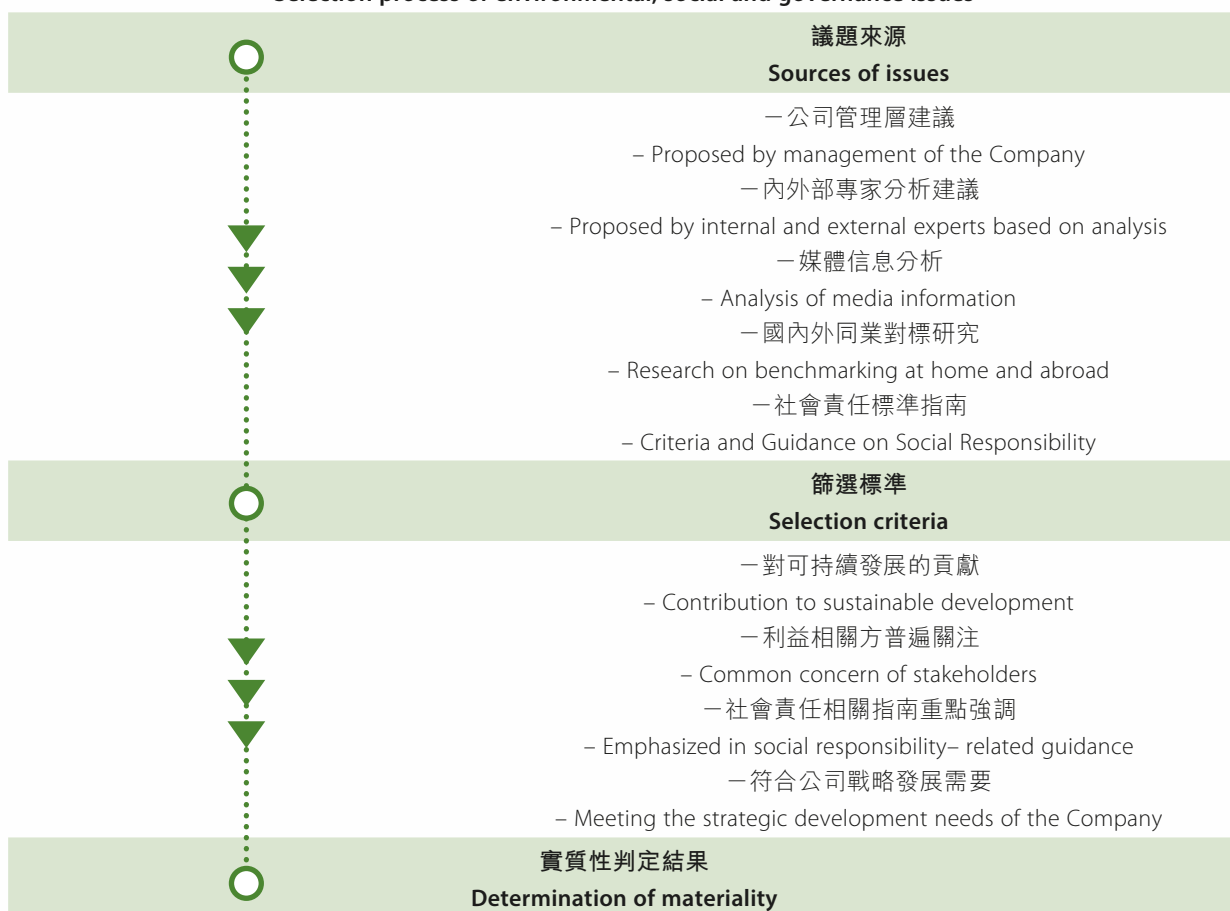 Selection process of environmental, social and governance issues
議題來源
Sources of issues
－公司管理層建議
– Proposed by management of the Company
－內外部專家分析建議
– Proposed by internal and external experts based on analysis
－媒體信息分析
– Analysis of media information
－國內外同業對標研究
– Research on benchmarking at home and abroad
－社會責任標準指南
– Criteria and Guidance on Social Responsibility
篩選標準
Selection criteria
－對可持續發展的貢獻
– Contribution to sustainable development
－利益相關方普遍關注
– Common concern of stakeholders
－社會責任相關指南重點強調
– Emphasized in social responsibility– related guidance
－符合公司戰略發展需要
– Meeting the strategic development needs of the Company
實質性判定結果
Determination of materiality